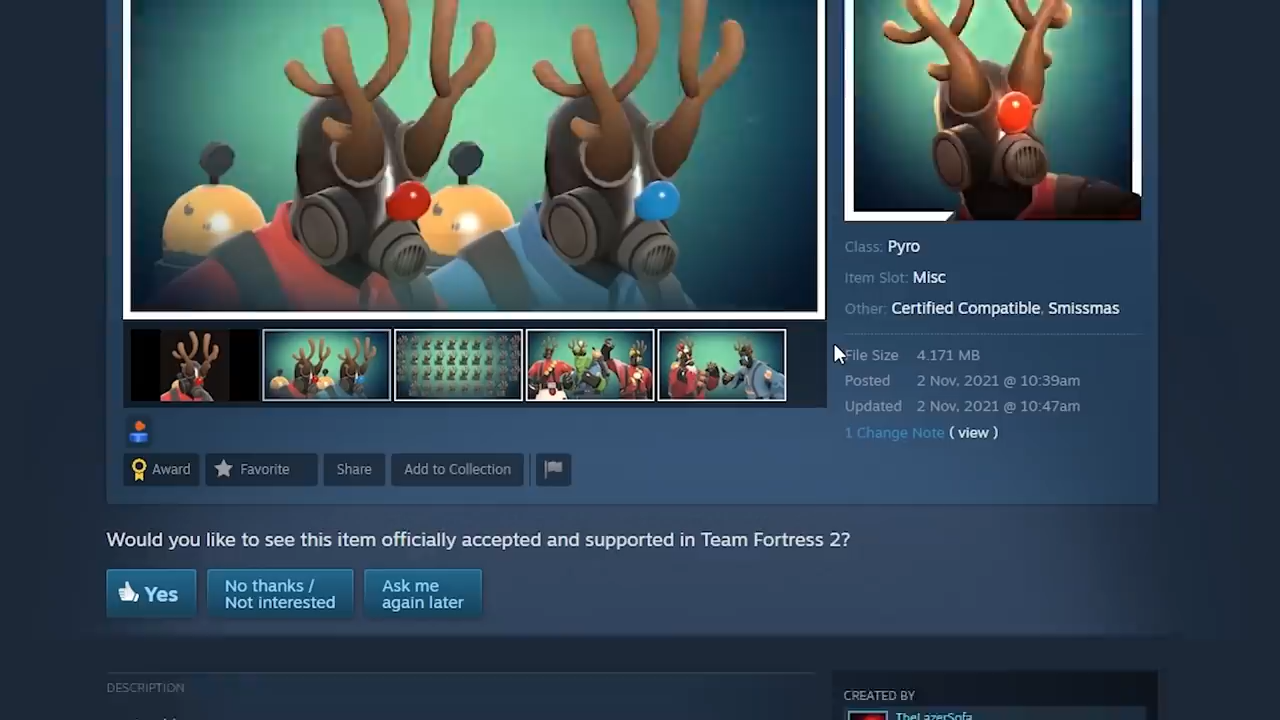 Class: Pyro
Item Slot: Misc
Other: Certified Compatible, Smissmas
File Size 4.171 MB
Posted 2 Nov, 2021 @ 10:39am
Updated 2 Nov, 2021 @ 10:47am
1 Change Note ( view )
Award
Favorite
Share
Add to Collection
Would you like to see this item officially accepted and supported in Team Fortress 2?
Yes
No thanks /
Not interested
Ask me
again later
DESCRIPTION
CREATED BY
TheLazerSofa